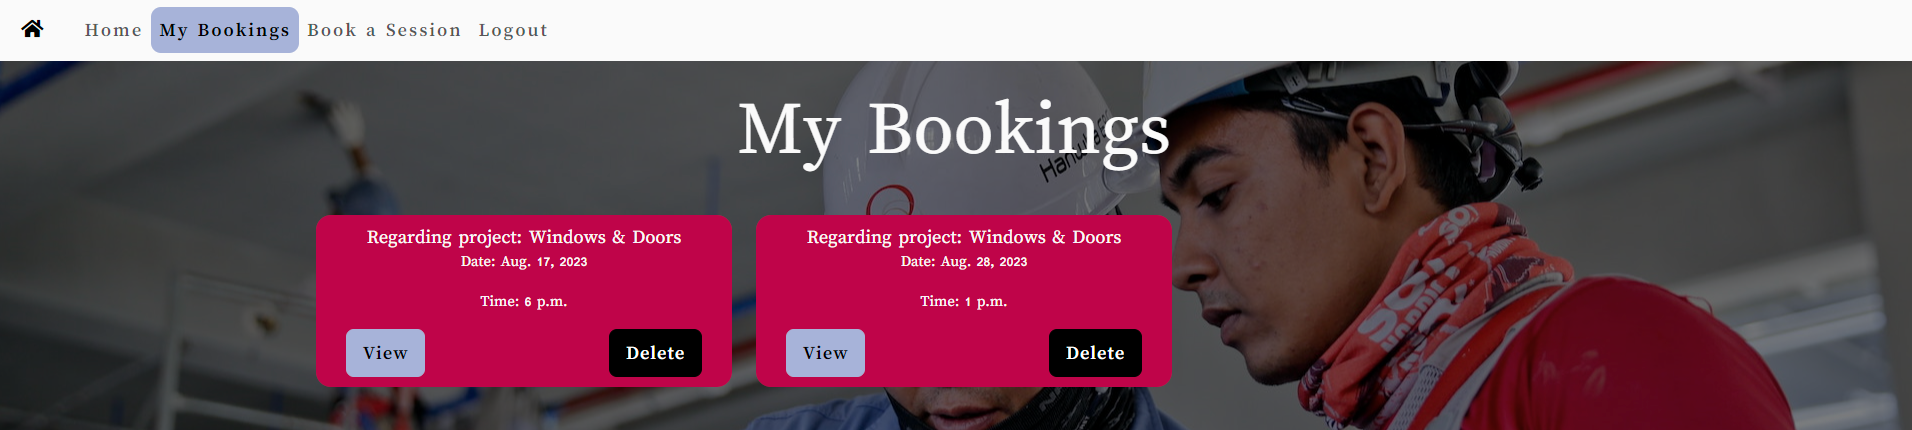 Home My Bookings Book a Session Logout
My Bookings
Regarding project: Windows & Doors
Date: Aug. 17, 2023
Time: 6 p.m.
View Delete
Regarding project: Windows & Doors
Date: Aug. 28, 2023
Time: 1 p.m.
View Delete